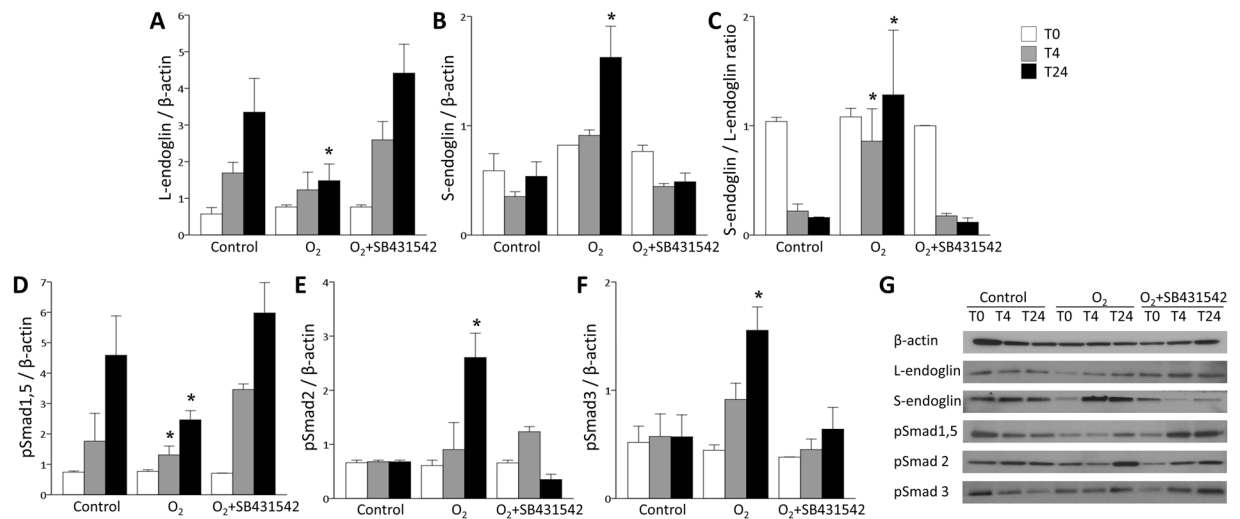 A
L-endoglin / β-actin
7
6
5
4
3
2
1
0
Control
O2
O2+SB431542
B
S-endoglin / β-actin
2
1
0
Control
O2
*
O2+SB431542
*
C
S-endoglin / L-endoglin ratio
2
1
0
*
*
Control
O2
O2+SB431542
T0
T4
T24
D
pSmad1,5 / β-actin
7
6
5
4
3
2
1
0
*
*
Control
O2
O2+SB431542
E
pSmad2 / β-actin
4
3
2
1
0
*
Control
O2
O2+SB431542
F
pSmad3 / β-actin
2
1
0
*
Control
O2
O2+SB431542
G
Control O2 O2+SB431542
T0 T4 T24 T0 T4 T24 T0 T4 T24
β-actin
L-endoglin
S-endoglin
pSmad1,5
pSmad 2
pSmad 3